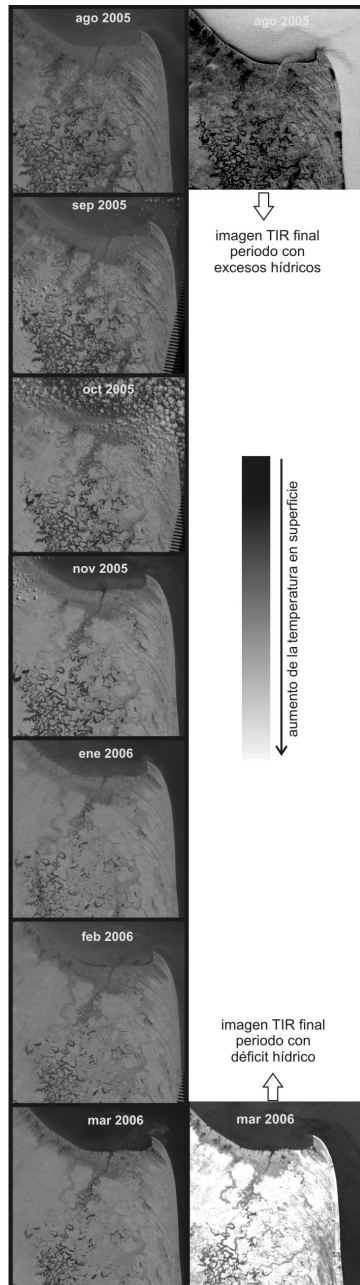 ago 2005
ago 2005
imagen TIR final
periodo con
excesos hídricos
sep 2005
oct 2005
aumento de la temperatura en superficie
nov 2005
ene 2006
feb 2006
imagen TIR final
periodo con
déficit hídrico
mar 2006
mar 2006